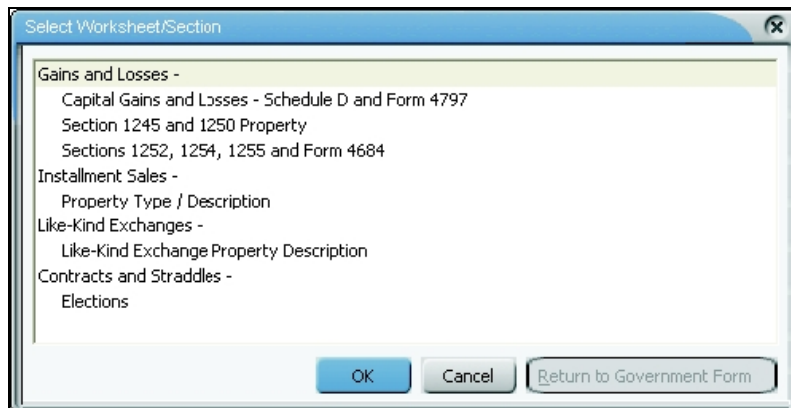 Select Worksheet/Section
Gains and Losses -
Capital Gains and Losses - Schedule D and Form 4797
Section 1245 and 1250 Property
Sections 1252, 1254, 1255 and Form 4684
Installment Sales -
Property Type / Description
Like-Kind Exchanges -
Like-Kind Exchange Property Description
Contracts and Straddles -
Elections
OK Cancel Return to Government Form